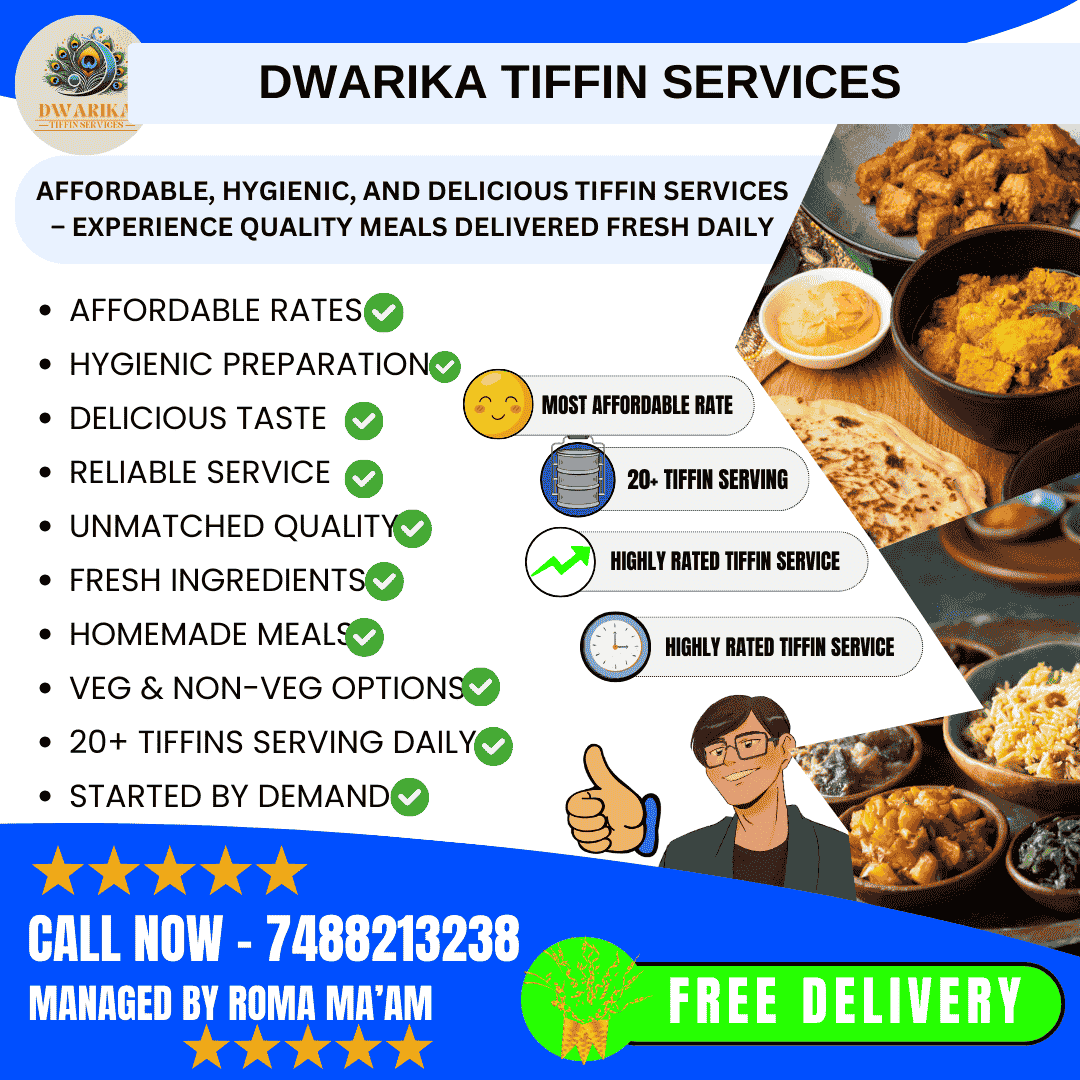 DWARIKA
TIFFIN SERVICES
DWARIKA TIFFIN SERVICES
AFFORDABLE, HYGIENIC, AND DELICIOUS TIFFIN SERVICES
– EXPERIENCE QUALITY MEALS DELIVERED FRESH DAILY
• AFFORDABLE RATES
• HYGIENIC PREPARATION
• DELICIOUS TASTE
• RELIABLE SERVICE
• UNMATCHED QUALITY
• FRESH INGREDIENTS
• HOMEMADE MEALS
• VEG & NON-VEG OPTIONS
• 20+ TIFFINS SERVING DAILY
• STARTED BY DEMAND
MOST AFFORDABLE RATE
20+ TIFFIN SERVING
HIGHLY RATED TIFFIN SERVICE
HIGHLY RATED TIFFIN SERVICE
CALL NOW - 7488213238
MANAGED BY ROMA MA'AM
FREE DELIVERY